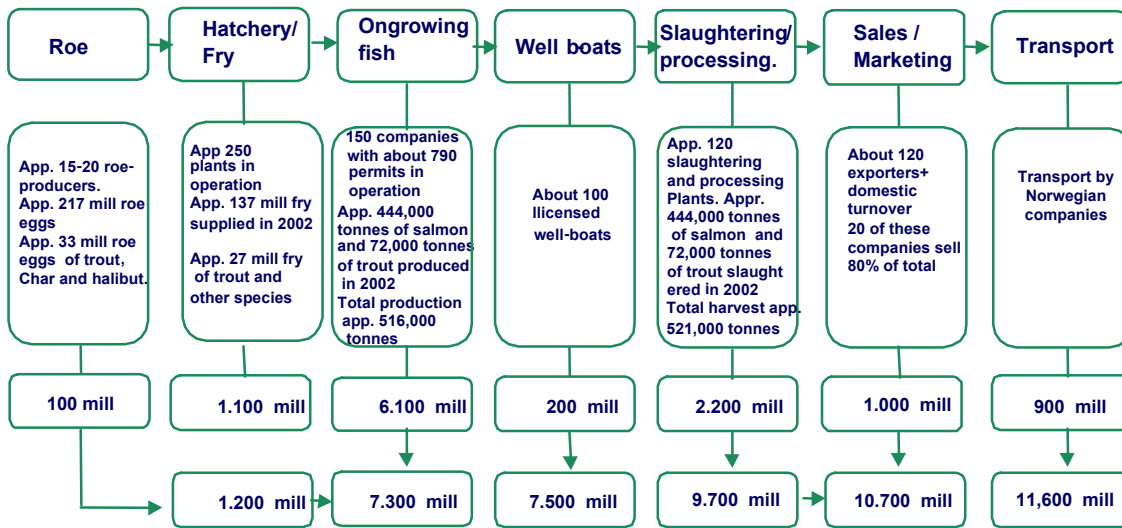 Roe
Hatchery/
Fry
Ongrowing
fish
Well boats
Slaughtering/
processing.
Sales /
Marketing
Transport
App. 15-20 roe-
producers.
App. 217 mill roe
eggs
App. 33 mill roe
eggs of trout,
Char and halibut.
App 250
plants in
operation
App. 137 mill fry
supplied in 2002
App. 27 mill fry
of trout and
other species
150 companies
with about 790
permits in
operation
App. 444,000
tonnes of salmon
and 72,000 tonnes
of trout produced
in 2002
Total production
app. 516,000
tonnes
About 100
llicensed
well-boats
App. 120
slaughtering
and processing
Plants. Appr.
444,000 tonnes
of salmon and
72,000 tonnes
of trout slaught
ered in 2002
Total harvest app.
521,000 tonnes
About 120
exporters+
domestic
turnover
20 of these
companies sell
80% of total
Transport by
Norwegian
companies
100 mill
1.100 mill
6.100 mill
200 mill
2.200 mill
1.000 mill
900 mill
1.200 mill
7.300 mill
7.500 mill
9.700 mill
10.700 mill
11,600 mill